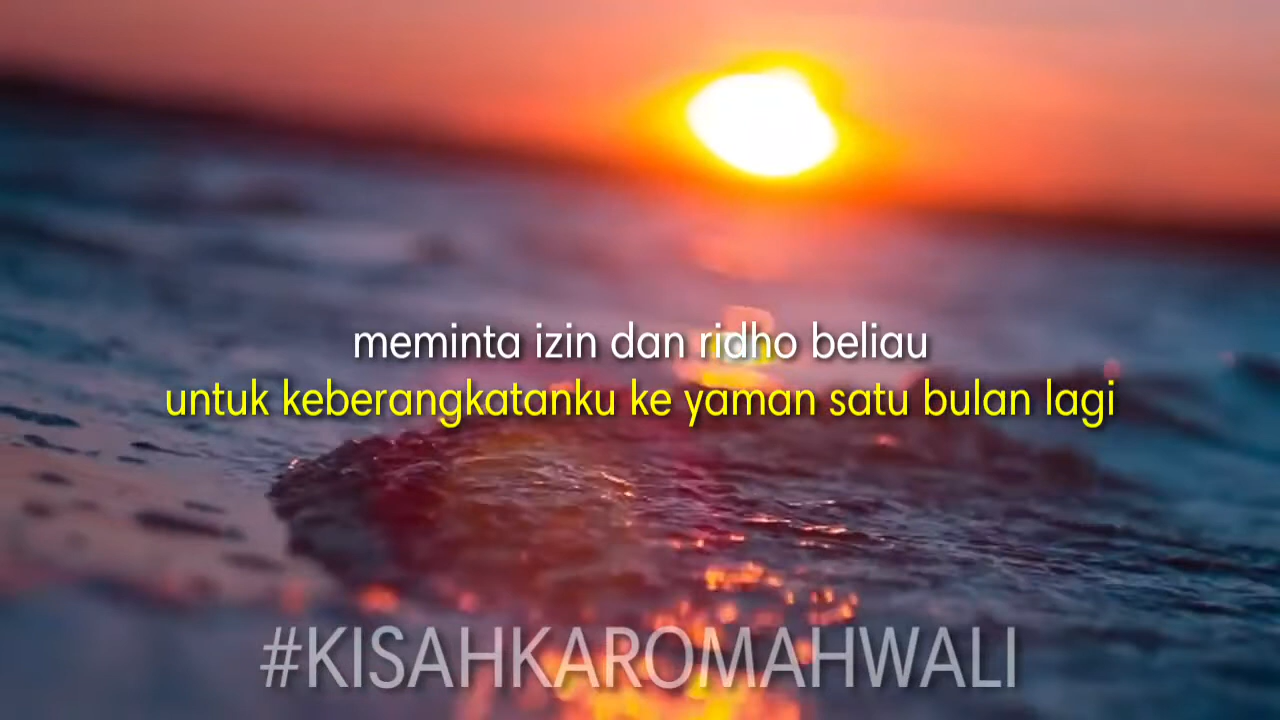 meminta izin dan ridho beliau
untuk keberangkatanku ke yaman satu bulan lagi
#KISAHKAROMAHWALI